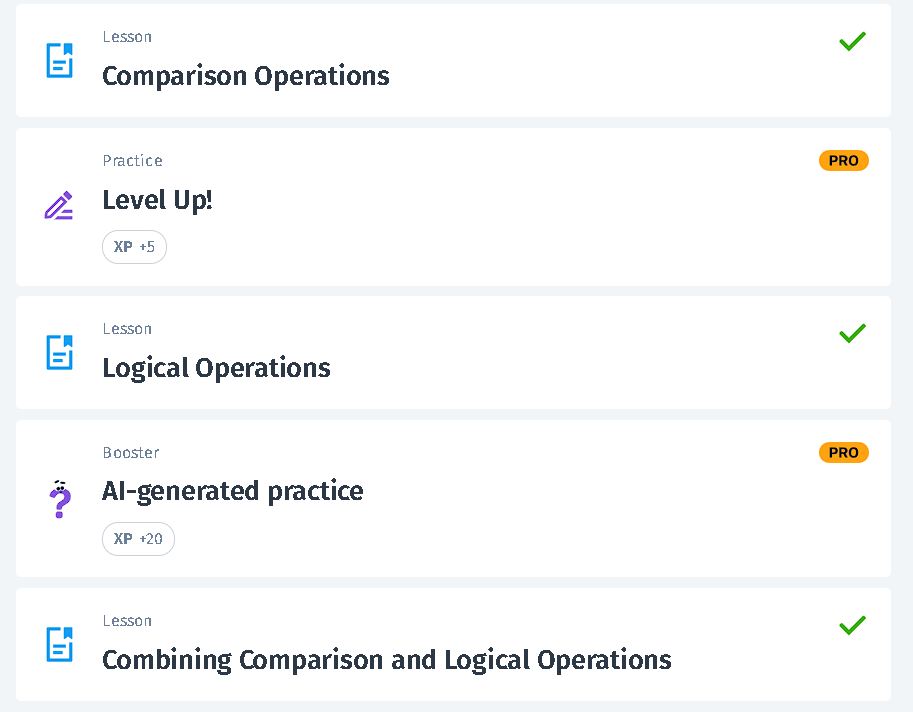 Lesson
Comparison Operations
Practice
PRO
Level Up!
XP +5
Lesson
Logical Operations
Booster
PRO
AI-generated practice
XP +20
Lesson
Combining Comparison and Logical Operations